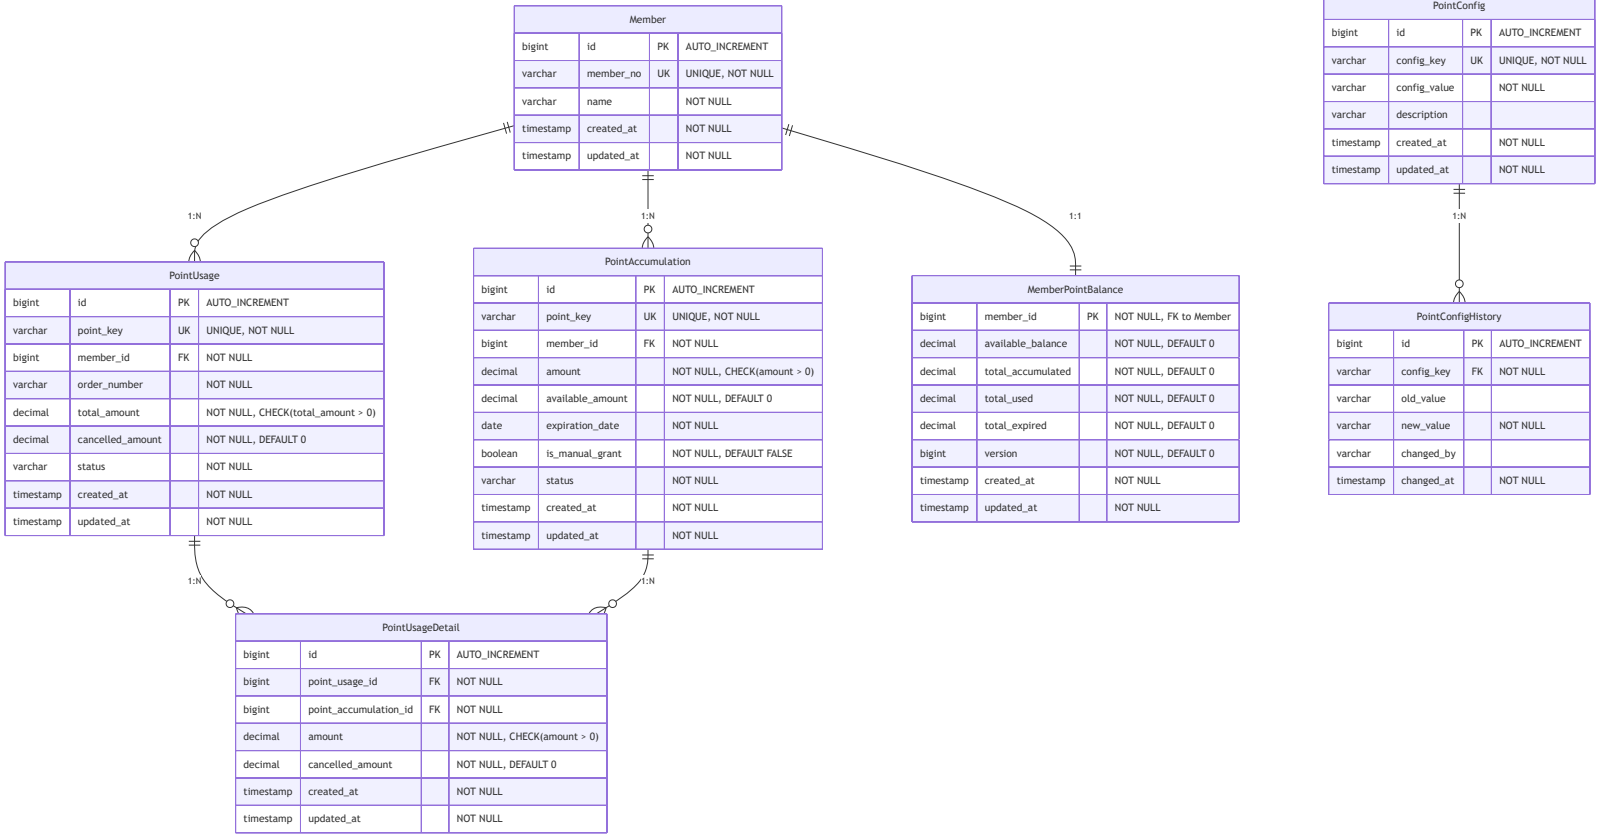 Member
bigint id PK AUTO_INCREMENT
varchar member_no UK UNIQUE, NOT NULL
varchar name NOT NULL
timestamp created_at NOT NULL
timestamp updated_at NOT NULL
PointConfig
bigint id PK AUTO_INCREMENT
varchar config_key UK UNIQUE, NOT NULL
varchar config_value NOT NULL
varchar description
timestamp created_at NOT NULL
timestamp updated_at NOT NULL
1:N
1:N
1:1
1:N
PointUsage
bigint id PK AUTO_INCREMENT
varchar point_key UK UNIQUE, NOT NULL
bigint member_id FK NOT NULL
varchar order_number NOT NULL
decimal total_amount NOT NULL, CHECK(total_amount > 0)
decimal cancelled_amount NOT NULL, DEFAULT 0
varchar status NOT NULL
timestamp created_at NOT NULL
timestamp updated_at NOT NULL
PointAccumulation
bigint id PK AUTO_INCREMENT
varchar point_key UK UNIQUE, NOT NULL
bigint member_id FK NOT NULL
decimal amount NOT NULL, CHECK(amount > 0)
decimal available_amount NOT NULL, DEFAULT 0
date expiration_date NOT NULL
boolean is_manual_grant NOT NULL, DEFAULT FALSE
varchar status NOT NULL
timestamp created_at NOT NULL
timestamp updated_at NOT NULL
MemberPointBalance
bigint member_id PK NOT NULL, FK to Member
decimal available_balance NOT NULL, DEFAULT 0
decimal total_accumulated NOT NULL, DEFAULT 0
decimal total_used NOT NULL, DEFAULT 0
decimal total_expired NOT NULL, DEFAULT 0
bigint version NOT NULL, DEFAULT 0
timestamp created_at NOT NULL
timestamp updated_at NOT NULL
PointConfigHistory
bigint id PK AUTO_INCREMENT
varchar config_key FK NOT NULL
varchar old_value
varchar new_value NOT NULL
varchar changed_by
timestamp changed_at NOT NULL
1:N
1:N
PointUsageDetail
bigint id PK AUTO_INCREMENT
bigint point_usage_id FK NOT NULL
bigint point_accumulation_id FK NOT NULL
decimal amount NOT NULL, CHECK(amount > 0)
decimal cancelled_amount NOT NULL, DEFAULT 0
timestamp created_at NOT NULL
timestamp updated_at NOT NULL